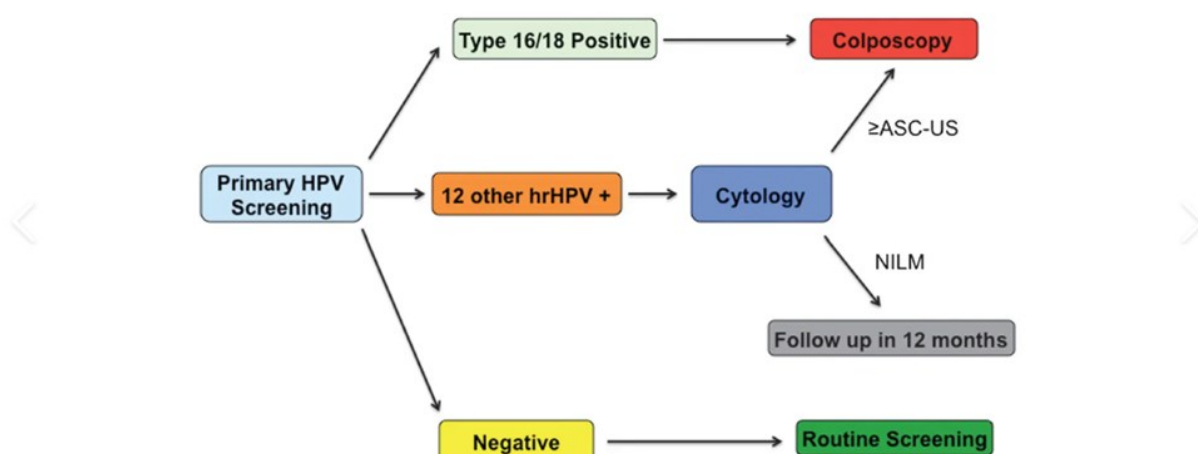 Type 16/18 Positive
Colposcopy
≥ASC-US
Primary HPV
Screening
12 other hrHPV +
Cytology
NILM
Follow up in 12 months
Negative
Routine Screening